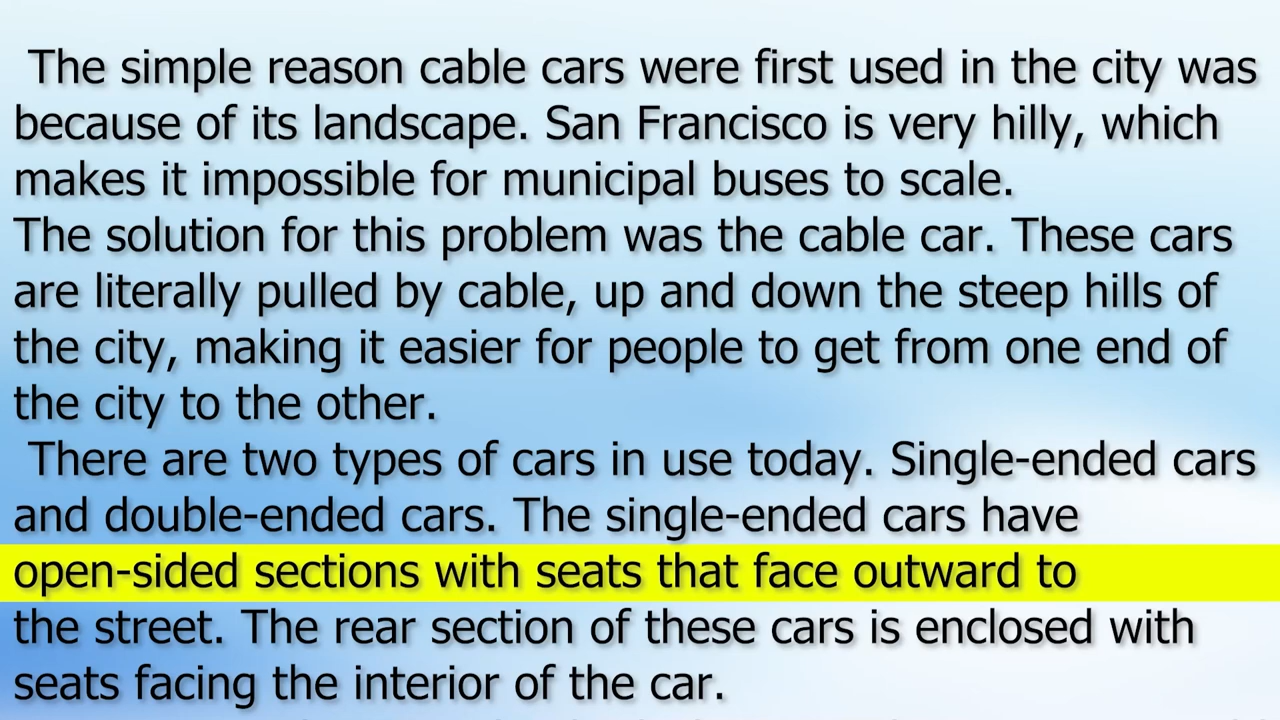 The simple reason cable cars were first used in the city was
because of its landscape. San Francisco is very hilly, which
makes it impossible for municipal buses to scale.
The solution for this problem was the cable car. These cars
are literally pulled by cable, up and down the steep hills of
the city, making it easier for people to get from one end of
the city to the other.
There are two types of cars in use today. Single-ended cars
and double-ended cars. The single-ended cars have
open-sided sections with seats that face outward to
the street. The rear section of these cars is enclosed with
seats facing the interior of the car.